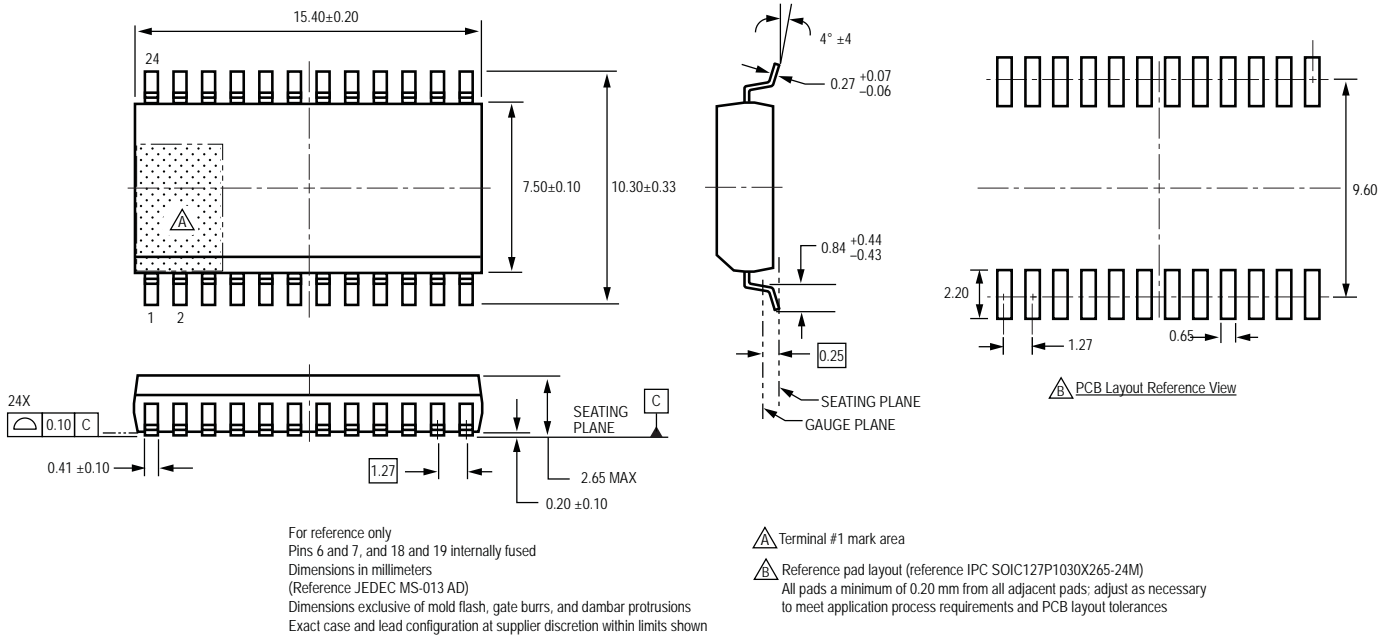 15.40±0.20
24
A
7.50±0.10
10.30±0.33
1 2
4° ±4
0.27 +0.07 –0.06
0.84 +0.44 –0.43
0.25
SEATING PLANE
GAUGE PLANE
9.60
2.20
0.65
1.27
B PCB Layout Reference View
24X
0.10 C
0.41 ±0.10
1.27
SEATING
PLANE
C
2.65 MAX
0.20 ±0.10
For reference only
Pins 6 and 7, and 18 and 19 internally fused
Dimensions in millimeters
(Reference JEDEC MS-013 AD)
Dimensions exclusive of mold flash, gate burrs, and dambar protrusions
Exact case and lead configuration at supplier discretion within limits shown
A Terminal #1 mark area
B Reference pad layout (reference IPC SOIC127P1030X265-24M)
All pads a minimum of 0.20 mm from all adjacent pads; adjust as necessary
to meet application process requirements and PCB layout tolerances